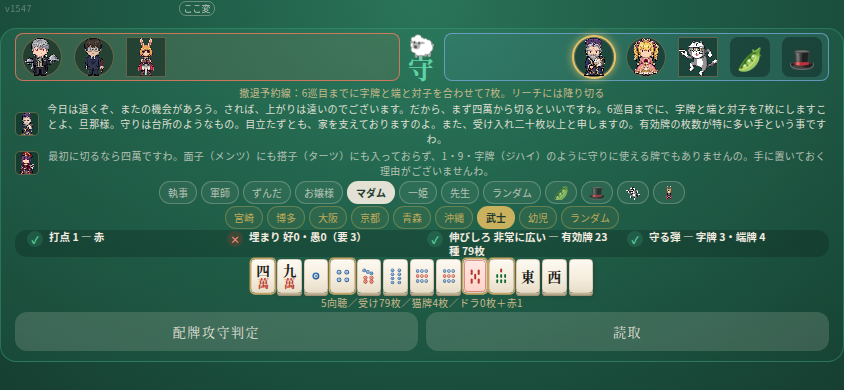 v1547
ここ変
守
撤退予約線：6巡目までに字牌と端と対子を合わせて7枚。リーチには降り切る
今日は退くぞ、またの機会があろう。されば、上がりは遠いのでございます。だから、まず四萬から切るといいですわ。6巡目までに、字牌と端と対子を7枚にしますこ
とよ、旦那様。守りは台所のようなもの。目立たずとも、家を支えておりますのよ。また、受け入れ二十枚以上と申しますの。有効牌の枚数が特に多い手という事です
わ。
最初に切るなら四萬ですわ。面子（メンツ）にも搭子（ターツ）にも入っておらず、1・9・字牌（ジハイ）のように守りに使える牌でもありませんの。手に置いておく
理由がございませんわ。
執事 軍師 ずんだ お嬢様 マダム 一姫 先生 ランダム
宮崎 博多 大阪 京都 青森 沖縄 武士 幼児 ランダム
✓ 打点 1 ─ 赤 ✕ 埋まり 好0・愚0（要 3） ✓ 伸びしろ 非常に広い ─ 有効牌 23 ✓ 守る弾 ─ 字牌 3・端牌 4
種 79枚
四萬 九萬 東 西
5向聴／受け79枚／猫牌4枚／ドラ0枚＋赤1
配牌攻守判定 読取